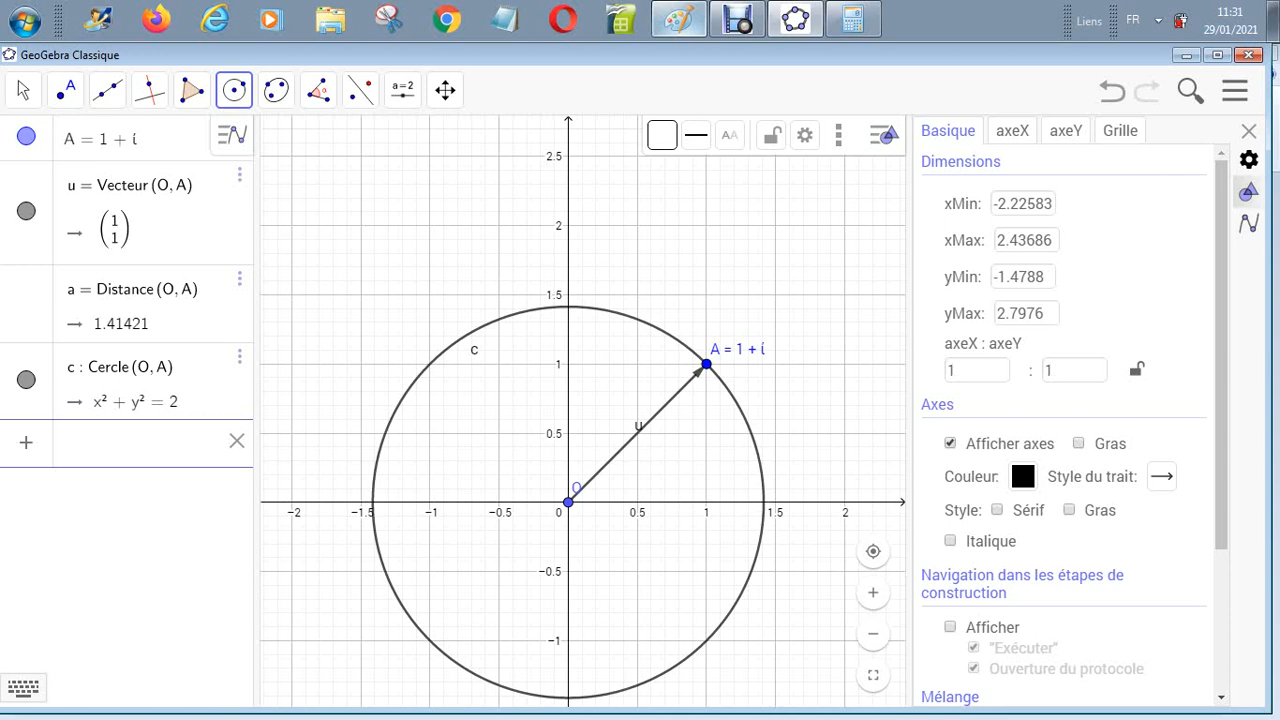 Liens FR 11:31
29/01/2021
GeoGebra Classique
a=2
AA
A = 1 + i
u = Vecteur (O, A)
→ (1
1)
a = Distance (O, A)
→ 1.41421
c : Cercle (O, A)
→ x² + y² = 2
+
2.5
2
1.5
1
0.5
−0.5
−1
−2 −1.5 −1 −0.5 0 0.5 1 1.5 2
c
A = 1 + i
u
O
Basique axeX axeY Grille
Dimensions
xMin: -2.22583
xMax: 2.43686
yMin: -1.4788
yMax: 2.7976
axeX : axeY
1 : 1
Axes
Afficher axes Gras
Couleur: Style du trait:
Style: Sérif Gras
Italique
Navigation dans les étapes de
construction
Afficher
"Exécuter"
Ouverture du protocole
Mélange